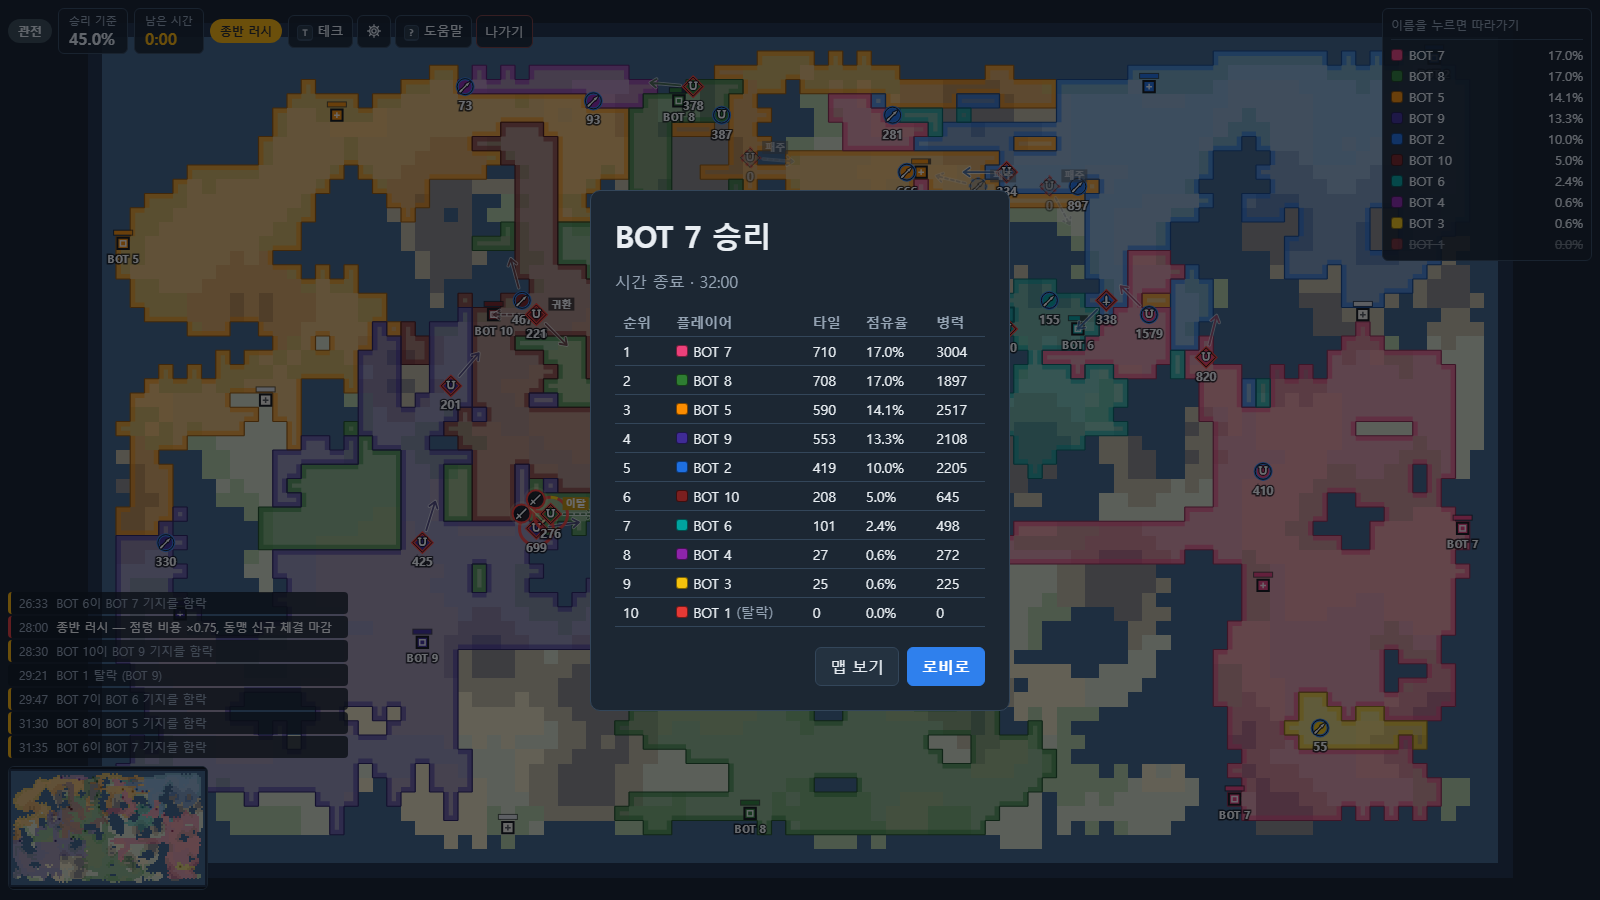 관전
승리 기준
45.0%
남은 시간
0:00
종반 러시
T 테크
? 도움말
나가기
이름을 누르면 따라가기
BOT 7 17.0%
BOT 8 17.0%
BOT 5 14.1%
BOT 9 13.3%
BOT 2 10.0%
BOT 10 5.0%
BOT 6 2.4%
BOT 4 0.6%
BOT 3 0.6%
BOT 1 0.0%
73
93
378
BOT 8
387
281
패주
0
897
패주
0
BOT 5
귀환
467
221
BOT 10
201
155
338
BOT 6
1579
820
410
이탈
276
699
330
425
BOT 7
BOT 9
55
BOT 7
BOT 8
BOT 7 승리
시간 종료 · 32:00
순위 플레이어 타일 점유율 병력
1 BOT 7 710 17.0% 3004
2 BOT 8 708 17.0% 1897
3 BOT 5 590 14.1% 2517
4 BOT 9 553 13.3% 2108
5 BOT 2 419 10.0% 2205
6 BOT 10 208 5.0% 645
7 BOT 6 101 2.4% 498
8 BOT 4 27 0.6% 272
9 BOT 3 25 0.6% 225
10 BOT 1 (탈락) 0 0.0% 0
맵 보기
로비로
26:33 BOT 6이 BOT 7 기지를 함락
28:00 종반 러시 — 점령 비용 ×0.75, 동맹 신규 체결 마감
28:30 BOT 10이 BOT 9 기지를 함락
29:21 BOT 1 탈락 (BOT 9)
29:47 BOT 7이 BOT 6 기지를 함락
31:30 BOT 8이 BOT 5 기지를 함락
31:35 BOT 6이 BOT 7 기지를 함락